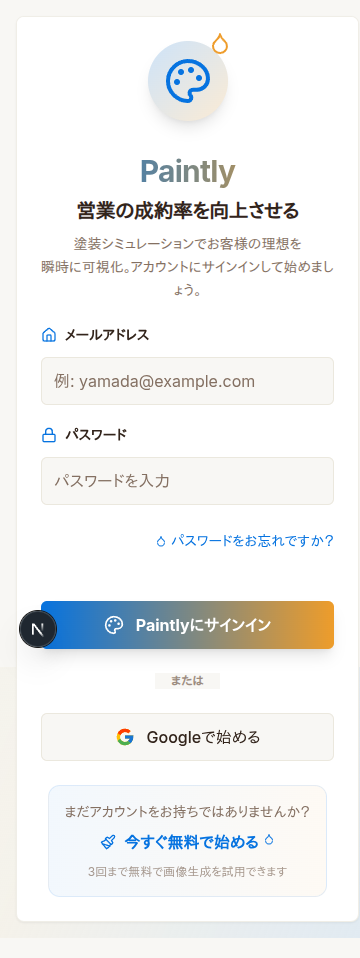 Paintly
営業の成約率を向上させる
塗装シミュレーションでお客様の理想を
瞬時に可視化。アカウントにサインインして始めまし
ょう。
メールアドレス
例: yamada@example.com
パスワード
パスワードを入力
パスワードをお忘れですか？
N
Paintlyにサインイン
または
Googleで始める
まだアカウントをお持ちではありませんか？
今すぐ無料で始める
3回まで無料で画像生成を試用できます